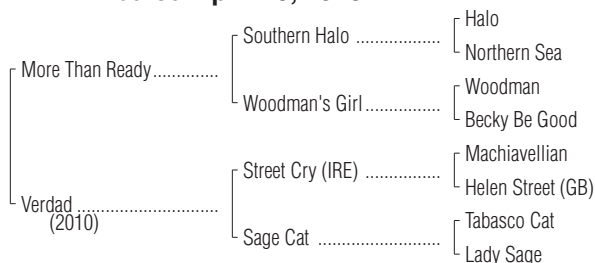 Halo
Southern Halo ..................
Northern Sea
More Than Ready..............
Woodman
Woodman's Girl................
Becky Be Good
Machiavellian
Street Cry (IRE) ................
Helen Street (GB)
Verdad ..............................
(2010)
Tabasco Cat
Sage Cat ..........................
Lady Sage